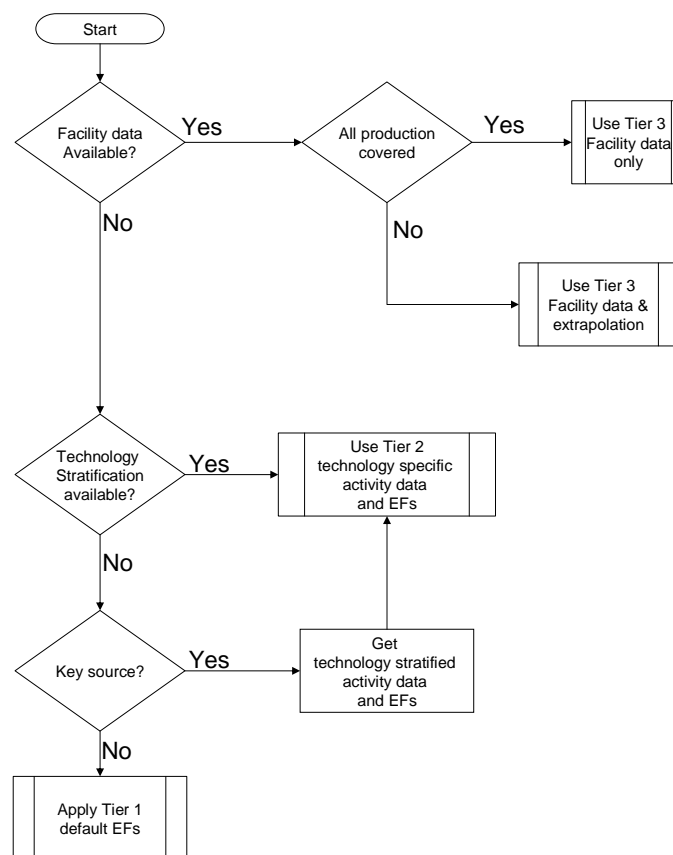 Start
Facility data
Available?
Yes
All production
covered
Yes
Use Tier 3
Facility data
only
No
No
Use Tier 3
Facility data &
extrapolation
Technology
Stratification
available?
Yes
Use Tier 2
technology specific
activity data
and EFs
No
Key source?
Yes
Get
technology stratified
activity data
and EFs
No
Apply Tier 1
default EFs